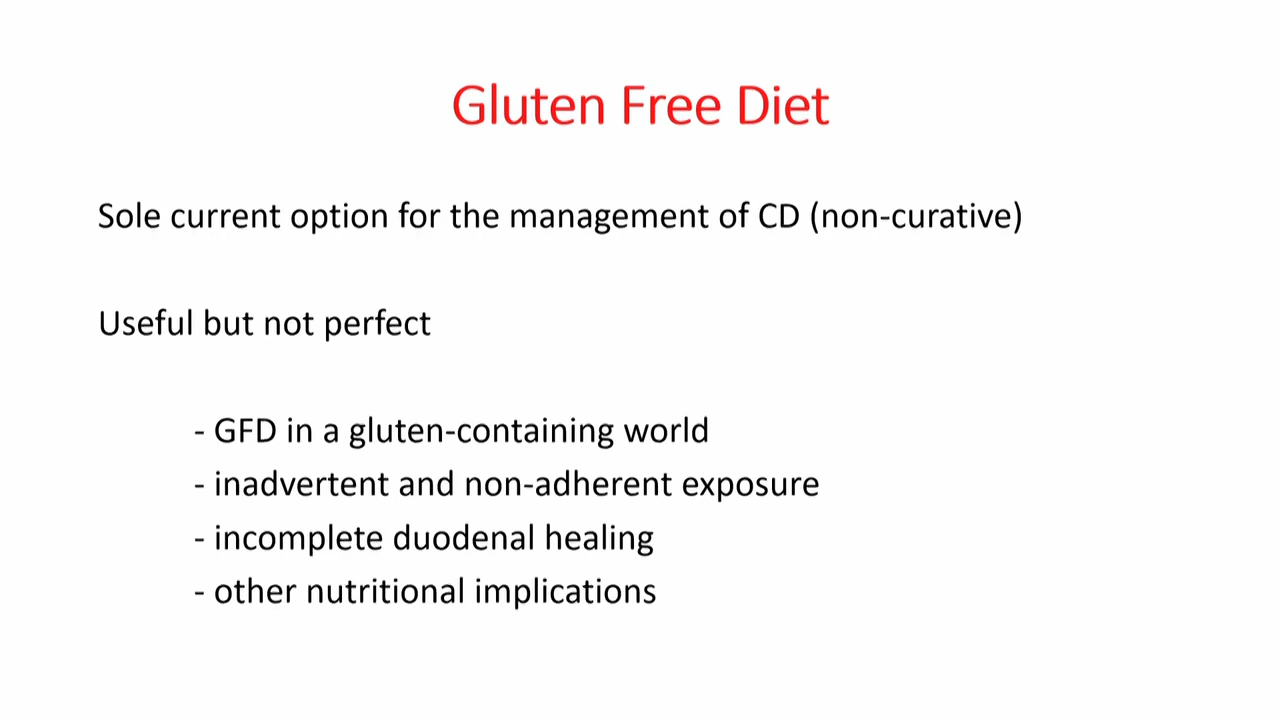 Gluten Free Diet
Sole current option for the management of CD (non-curative)
Useful but not perfect
- GFD in a gluten-containing world
- inadvertent and non-adherent exposure
- incomplete duodenal healing
- other nutritional implications